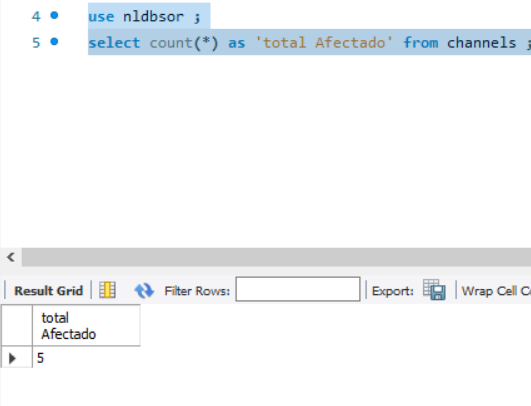 4 use nldbsor ;
5 select count(*) as 'total Afectado' from channels ;
Result Grid Filter Rows: Export: Wrap Cell Co
total
Afectado
5